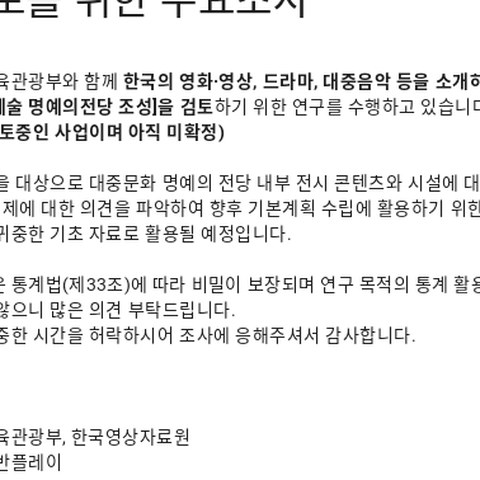 위한 수요조사
육관광부와 함께 한국의 영화·영상, 드라마, 대중음악 등을 소개하
예술 명예의전당 조성]을 검토하기 위한 연구를 수행하고 있습니다
토중인 사업이며 아직 미확정)
을 대상으로 대중문화 명예의 전당 내부 전시 콘텐츠와 시설에 대
제에 대한 의견을 파악하여 향후 기본계획 수립에 활용하기 위한
귀중한 기초 자료로 활용될 예정입니다.
은 통계법(제33조)에 따라 비밀이 보장되며 연구 목적의 통계 활용
않으니 많은 의견 부탁드립니다.
중한 시간을 허락하시어 조사에 응해주셔서 감사합니다.
육관광부, 한국영상자료원
반플레이